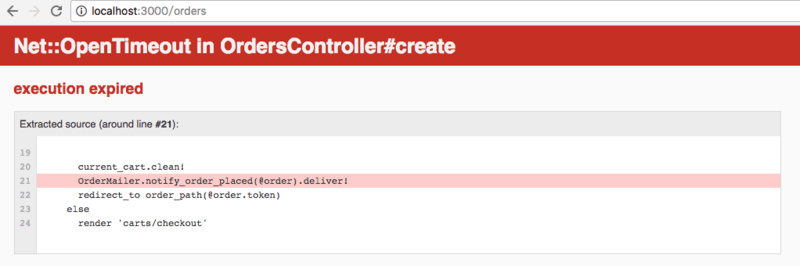 localhost:3000/orders
Net::OpenTimeout in OrdersController#create
execution expired
Extracted source (around line #21):
19
20 current_cart.clean!
21 OrderMailer.notify_order_placed(@order).deliver!
22 redirect_to order_path(@order.token)
23 else
24 render 'carts/checkout'